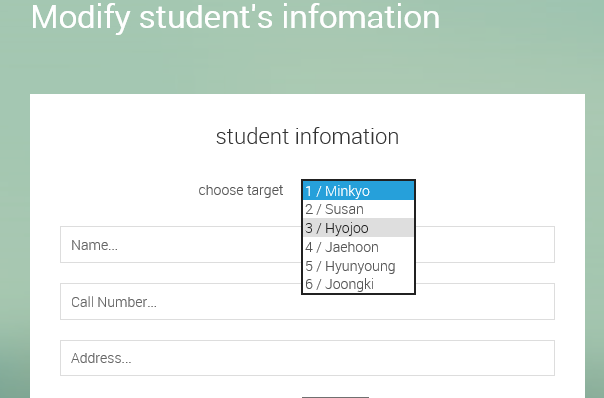 Modify student's infomation
student infomation
choose target
1 / Minkyo
2 / Susan
3 / Hyojoo
4 / Jaehoon
5 / Hyunyoung
6 / Joongki
Name...
Call Number...
Address...